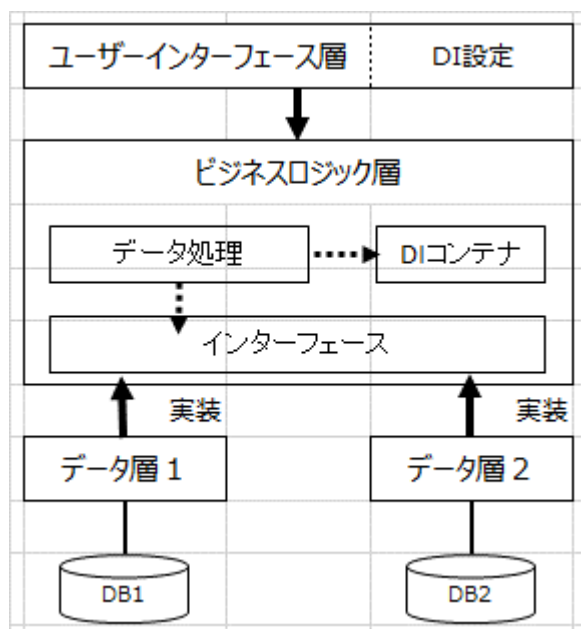 ユーザーインターフェース層
DI設定
ビジネスロジック層
データ処理
DIコンテナ
インターフェース
実装
実装
データ層1
データ層2
DB1
DB2